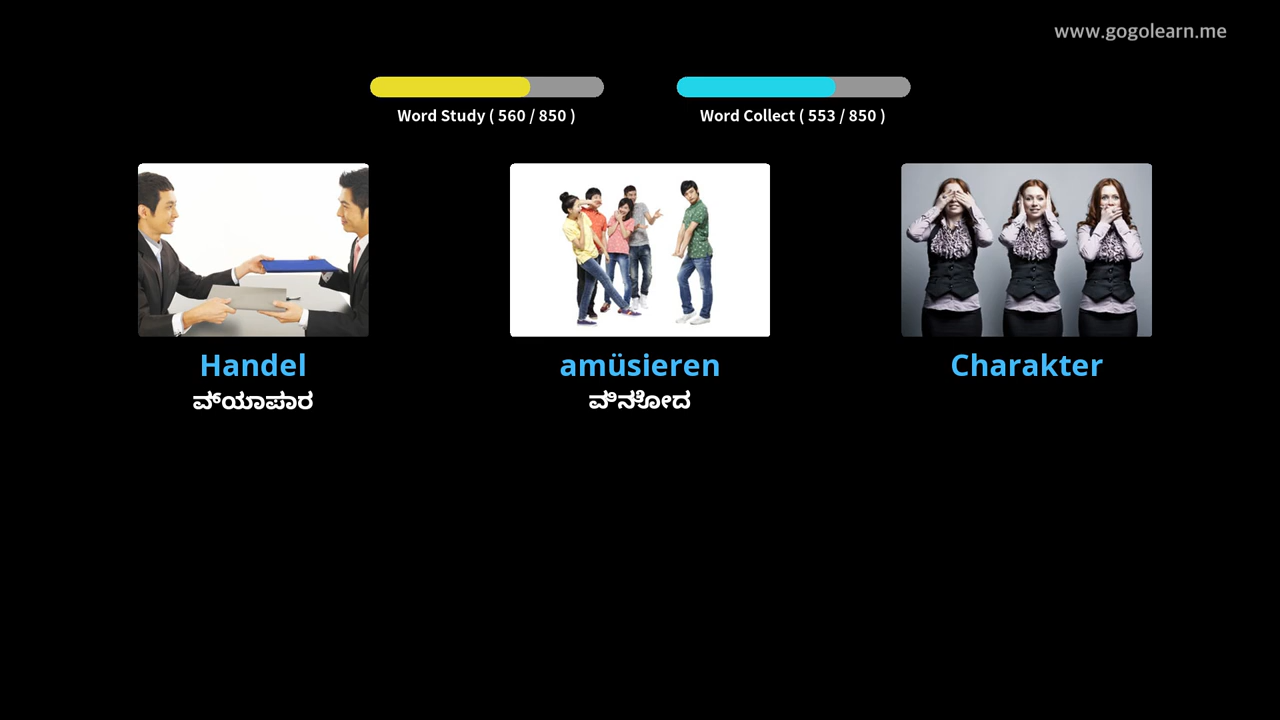 www.gogolearn.me
Word Study ( 560 / 850 )
Word Collect ( 553 / 850 )
Handel
amüsieren
Charakter
ವ್ಯಾಪಾರ
ವಿನೋದ